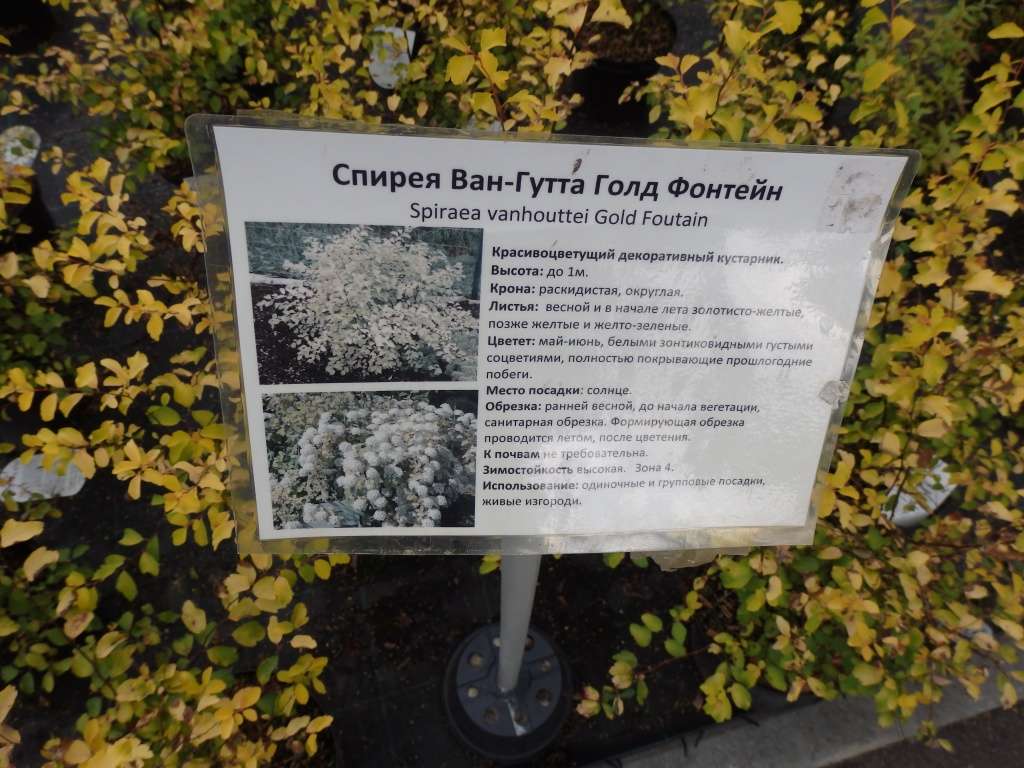 Спирея Ван-Гутта Голд Фонтейн
Spiraea vanhouttei Gold Foutain
Красивоцветущий декоративный кустарник.
Высота: до 1м.
Крона: раскидистая, округлая.
Листья: весной и в начале лета золотисто-желтые,
позже желтые и желто-зеленые.
Цветет: май-июнь, белыми зонтиковидными густыми
соцветиями, полностью покрывающие прошлогодние
побеги.
Место посадки: солнце.
Обрезка: ранней весной, до начала вегетации,
санитарная обрезка. Формирующая обрезка
проводится летом, после цветения.
К почвам не требовательна.
Зимостойкость высокая. Зона 4.
Использование: одиночные и групповые посадки,
живые изгороди.